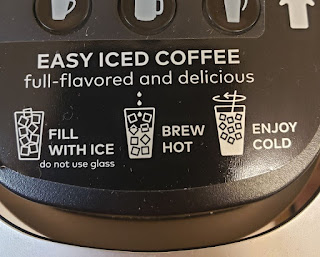 EASY ICED COFFEE
full-flavored and delicious
FILL
WITH ICE
do not use glass
BREW
HOT
ENJOY
COLD